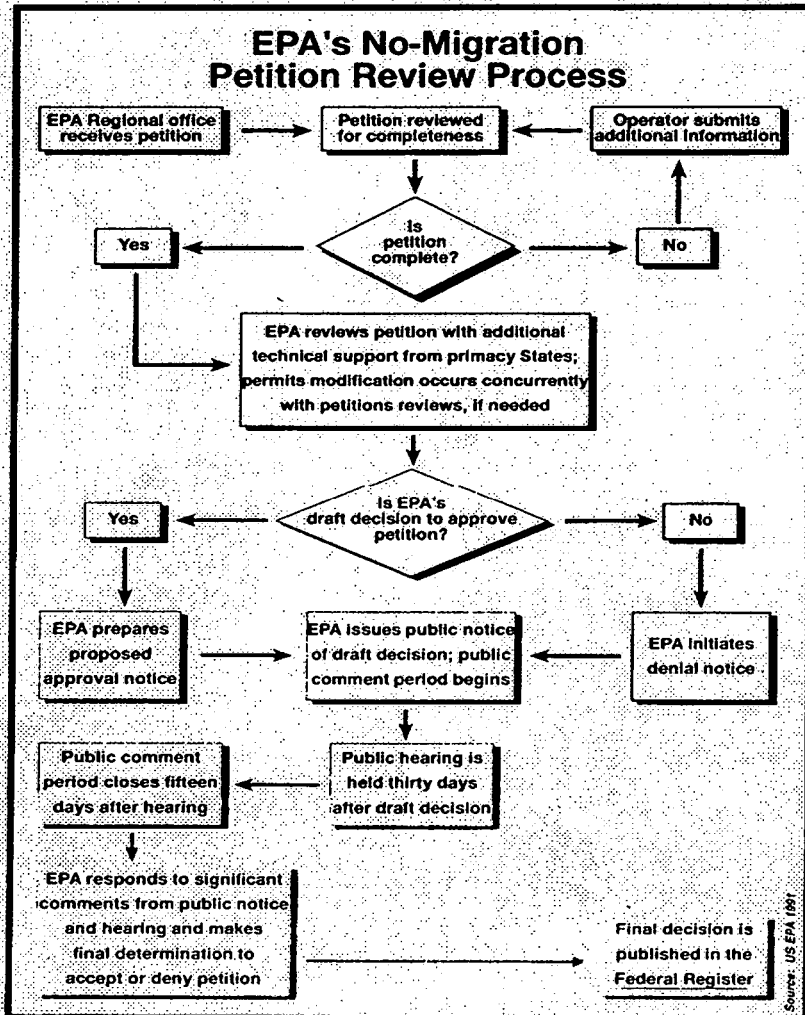 EPA's No-Migration
Petition Review Process
EPA Regional office
receives petition
Petition reviewed
for completeness
Operator submits
additional information
Is
petition
complete?
Yes
No
EPA reviews petition with additional
technical support from primacy States;
permits modification occurs concurrently
with petitions reviews, if needed
Is EPA's
draft decision to approve
petition?
Yes
No
EPA prepares
proposed
approval notice
EPA issues public notice
of draft decision; public
comment period begins
EPA initiates
denial notice
Public comment
period closes fifteen
days after hearing
Public hearing is
held thirty days
after draft decision
EPA responds to significant
comments from public notice
and hearing and makes
final determination to
accept or deny petition
Final decision is
published in the
Federal Register
Source: US EPA 1991